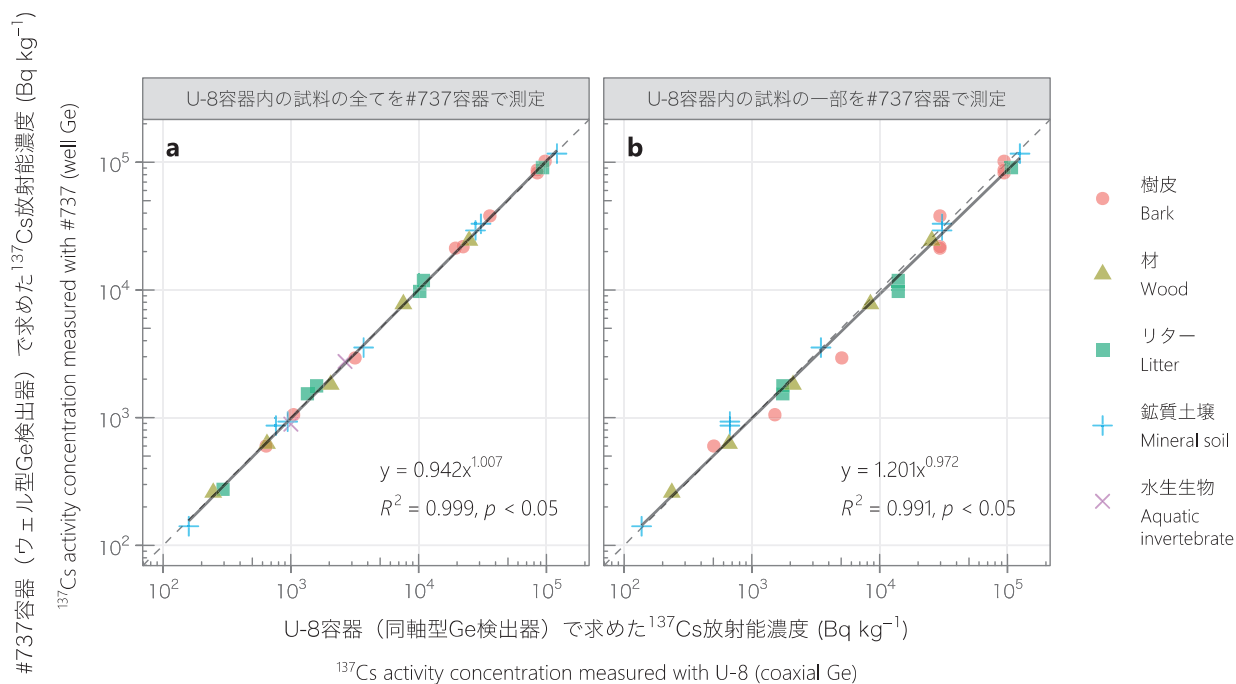 #737容器（ウェル型Ge検出器）で求めた¹³⁷Cs放射能濃度 (Bq kg⁻¹)
¹³⁷Cs activity concentration measured with #737 (well Ge)
U-8容器内の試料の全てを#737容器で測定
a
10⁵
10⁴
10³
10²
y = 0.942x¹·⁰⁰⁷
R² = 0.999, p < 0.05
10² 10³ 10⁴ 10⁵
U-8容器内の試料の一部を#737容器で測定
b
y = 1.201x⁰·⁹⁷²
R² = 0.991, p < 0.05
10² 10³ 10⁴ 10⁵
U-8容器（同軸型Ge検出器）で求めた¹³⁷Cs放射能濃度 (Bq kg⁻¹)
¹³⁷Cs activity concentration measured with U-8 (coaxial Ge)
樹皮
Bark
材
Wood
リター
Litter
鉱質土壌
Mineral soil
水生生物
Aquatic
invertebrate